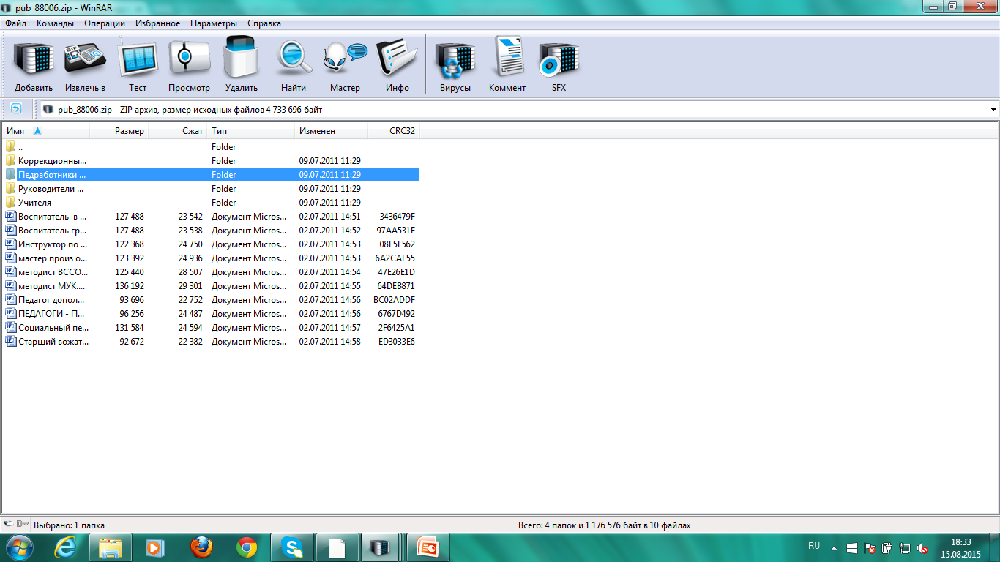 pub_88006.zip - WinRAR
Файл Команды Операции Избранное Параметры Справка
Добавить Извлечь в Тест Просмотр Удалить Найти Мастер Инфо Вирусы Коммент SFX
pub_88006.zip - ZIP архив, размер исходных файлов 4 733 696 байт
Имя Размер Сжат Тип Изменен CRC32
.. Folder
Коррекционны... Folder 09.07.2011 11:29
Педработники ... Folder 09.07.2011 11:29
Руководители ... Folder 09.07.2011 11:29
Учителя Folder 09.07.2011 11:29
Воспитатель в ... 127 488 23 542 Документ Micros... 02.07.2011 14:51 3436479F
Воспитатель гр... 127 488 23 538 Документ Micros... 02.07.2011 14:52 97AA531F
Инструктор по ... 122 368 24 750 Документ Micros... 02.07.2011 14:53 08E5E562
мастер произ о... 123 392 24 936 Документ Micros... 02.07.2011 14:53 6A2CAF55
методист ВССО... 125 440 28 507 Документ Micros... 02.07.2011 14:54 47E26E1D
методист МУК.... 136 192 29 301 Документ Micros... 02.07.2011 14:55 64DEB871
Педагог допол... 93 696 22 752 Документ Micros... 02.07.2011 14:56 BC02ADDF
ПЕДАГОГИ - П... 96 256 24 487 Документ Micros... 02.07.2011 14:56 6767D492
Социальный пе... 131 584 24 594 Документ Micros... 02.07.2011 14:57 2F6425A1
Старший вожат... 92 672 22 382 Документ Micros... 02.07.2011 14:58 ED3033E6
Выбрано: 1 папка Всего: 4 папок и 1 176 576 байт в 10 файлах
RU 18:33
15.08.2015